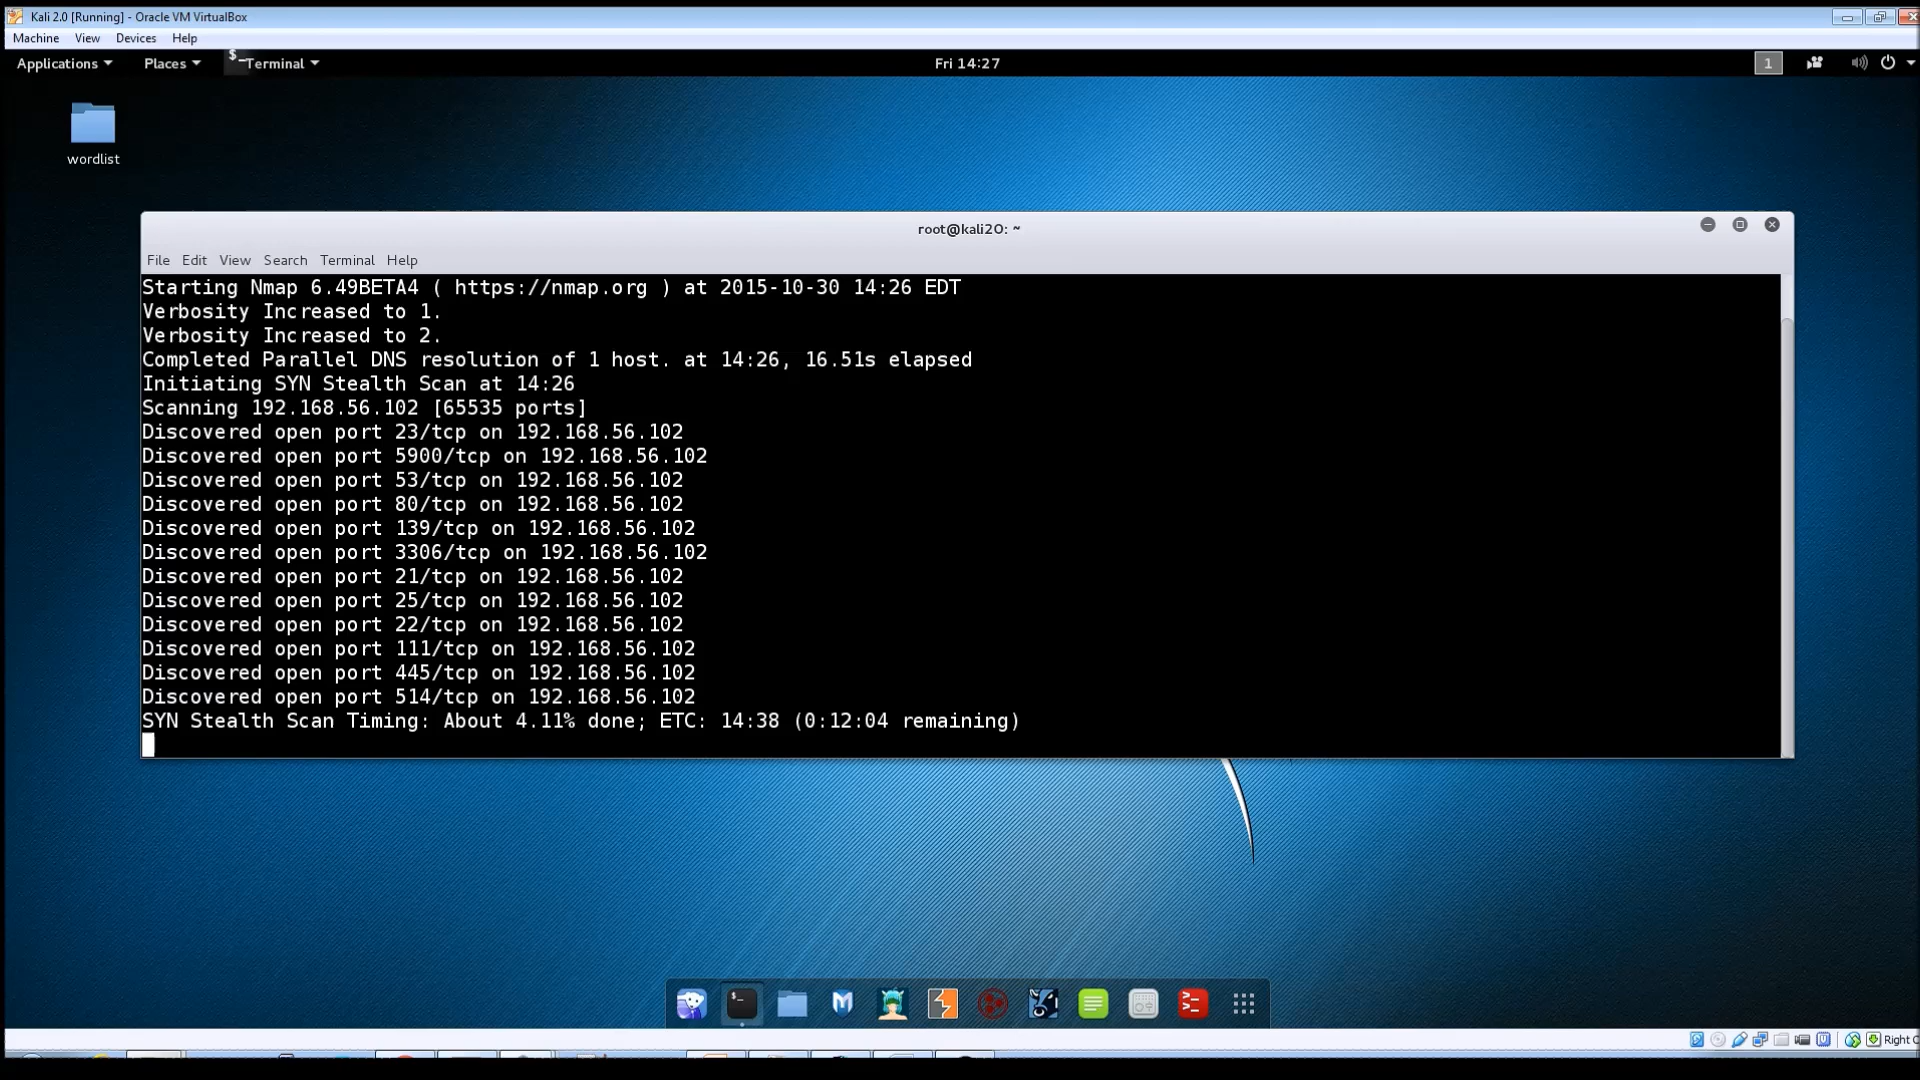 Kali 2.0 [Running] - Oracle VM VirtualBox
Machine View Devices Help
Applications Places Terminal Fri 14:27 1
wordlist
root@kali20: ~
File Edit View Search Terminal Help
Starting Nmap 6.49BETA4 ( https://nmap.org ) at 2015-10-30 14:26 EDT
Verbosity Increased to 1.
Verbosity Increased to 2.
Completed Parallel DNS resolution of 1 host. at 14:26, 16.51s elapsed
Initiating SYN Stealth Scan at 14:26
Scanning 192.168.56.102 [65535 ports]
Discovered open port 23/tcp on 192.168.56.102
Discovered open port 5900/tcp on 192.168.56.102
Discovered open port 53/tcp on 192.168.56.102
Discovered open port 80/tcp on 192.168.56.102
Discovered open port 139/tcp on 192.168.56.102
Discovered open port 3306/tcp on 192.168.56.102
Discovered open port 21/tcp on 192.168.56.102
Discovered open port 25/tcp on 192.168.56.102
Discovered open port 22/tcp on 192.168.56.102
Discovered open port 111/tcp on 192.168.56.102
Discovered open port 445/tcp on 192.168.56.102
Discovered open port 514/tcp on 192.168.56.102
SYN Stealth Scan Timing: About 4.11% done; ETC: 14:38 (0:12:04 remaining)
Right C